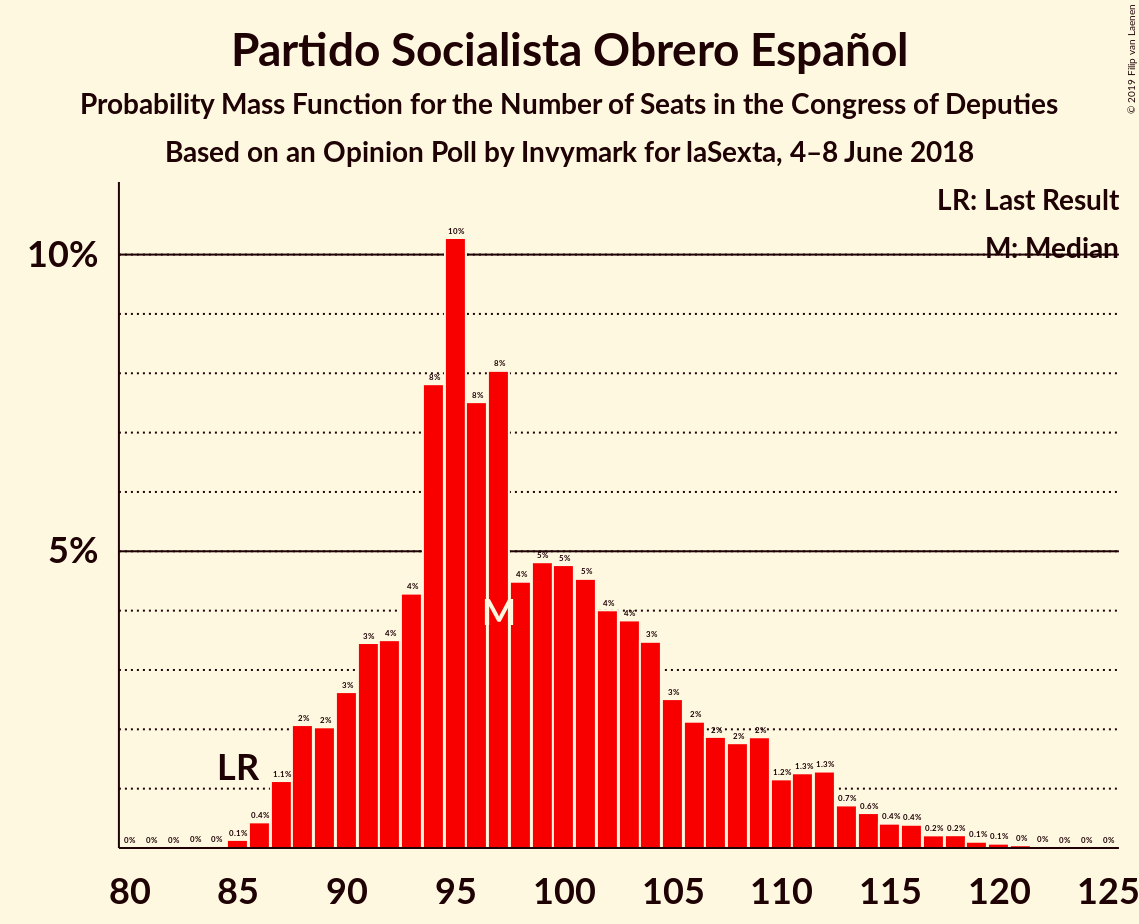 Partido Socialista Obrero Español
Probability Mass Function for the Number of Seats in the Congress of Deputies
Based on an Opinion Poll by Invymark for laSexta, 4–8 June 2018
© 2019 Filip van Laenen
LR: Last Result
M: Median
10%
5%
0% 0% 0% 0% 0% 0.1% 0.4% 1.1% 2% 2% 3% 3% 4% 4% 8% 10% 8% 8% 4% 5% 5% 5% 4% 4% 3% 3% 2% 2% 2% 2% 1.2% 1.3% 1.3% 0.7% 0.6% 0.4% 0.4% 0.2% 0.2% 0.1% 0.1% 0% 0% 0% 0% 0%
LR
M
80 85 90 95 100 105 110 115 120 125